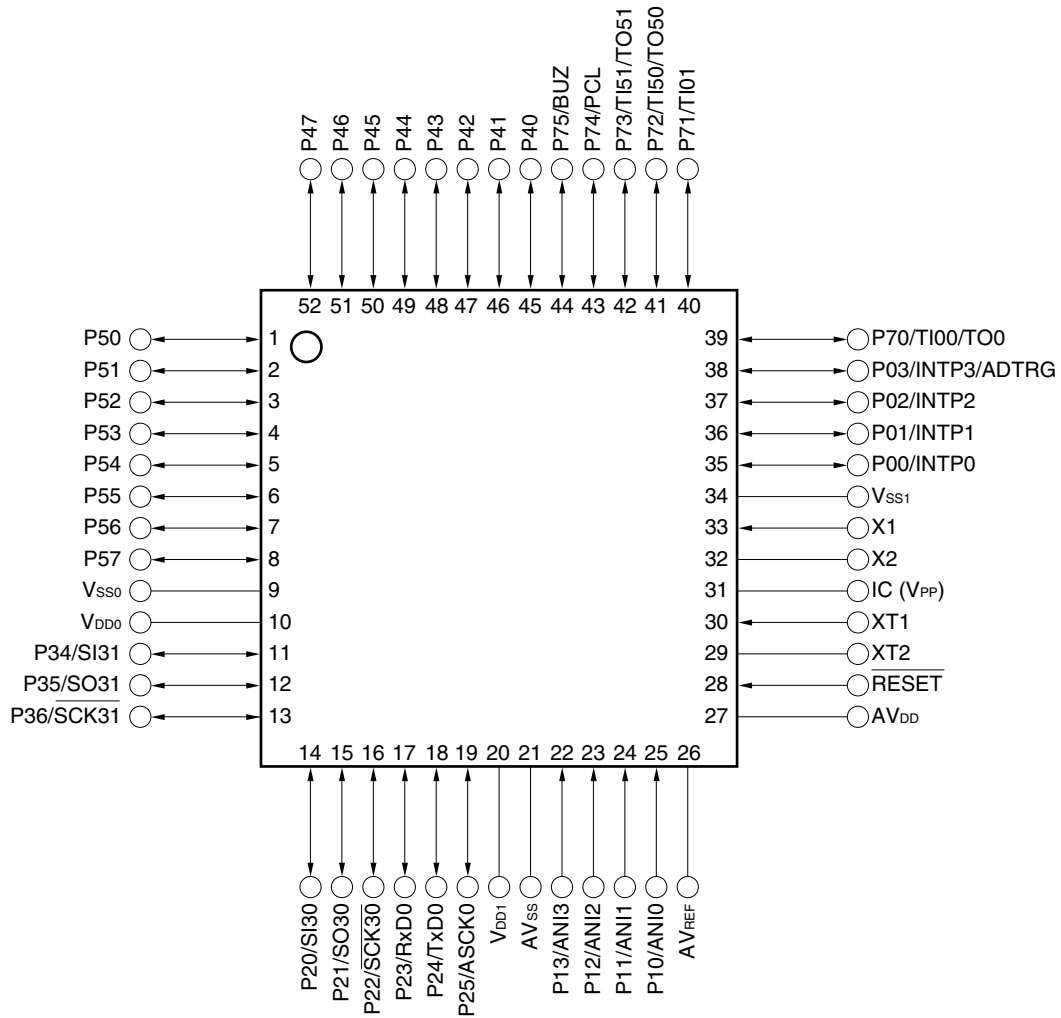 P47
P46
P45
P44
P43
P42
P41
P40
P75/BUZ
P74/PCL
P73/TI51/TO51
P72/TI50/TO50
P71/TI01
52 51 50 49 48 47 46 45 44 43 42 41 40
P50 1
P51 2
P52 3
P53 4
P54 5
P55 6
P56 7
P57 8
VSS0 9
VDD0 10
P34/SI31 11
P35/SO31 12
P36/SCK31 13
39 P70/TI00/TO0
38 P03/INTP3/ADTRG
37 P02/INTP2
36 P01/INTP1
35 P00/INTP0
34 VSS1
33 X1
32 X2
31 IC (VPP)
30 XT1
29 XT2
28 RESET
27 AVDD
14 15 16 17 18 19 20 21 22 23 24 25 26
P20/SI30
P21/SO30
P22/SCK30
P23/RxD0
P24/TxD0
P25/ASCK0
VDD1
AVSS
P13/ANI3
P12/ANI2
P11/ANI1
P10/ANI0
AVREF